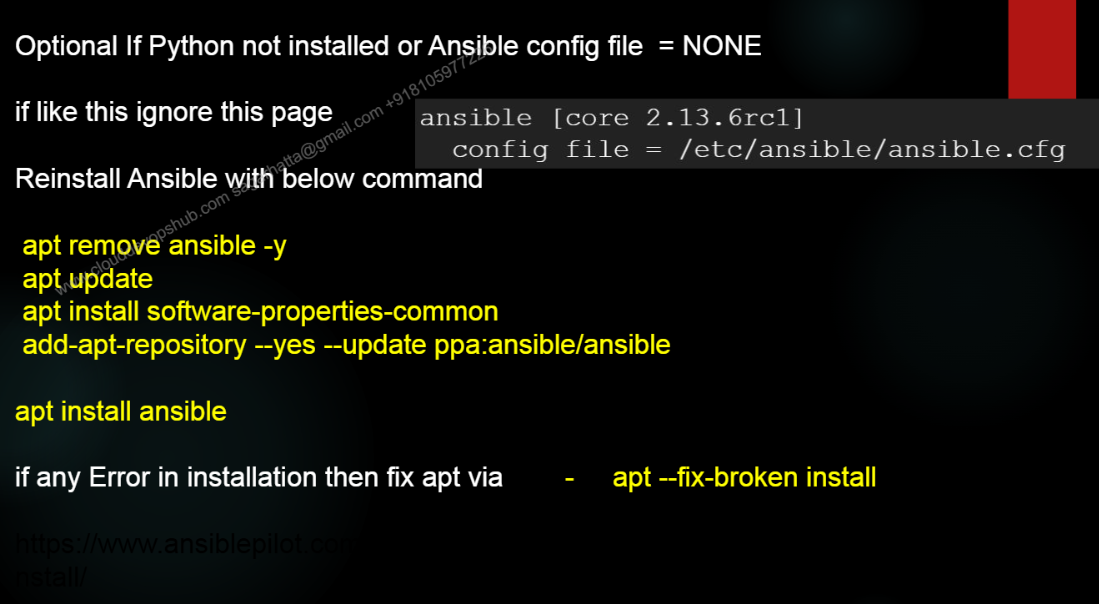 Optional If Python not installed or Ansible config file = NONE
if like this ignore this page
ansible [core 2.13.6rc1]
config file = /etc/ansible/ansible.cfg
Reinstall Ansible with below command
apt remove ansible -y
apt update
apt install software-properties-common
add-apt-repository --yes --update ppa:ansible/ansible
apt install ansible
if any Error in installation then fix apt via - apt --fix-broken install
https://www.ansiblepilot.com
nstall/